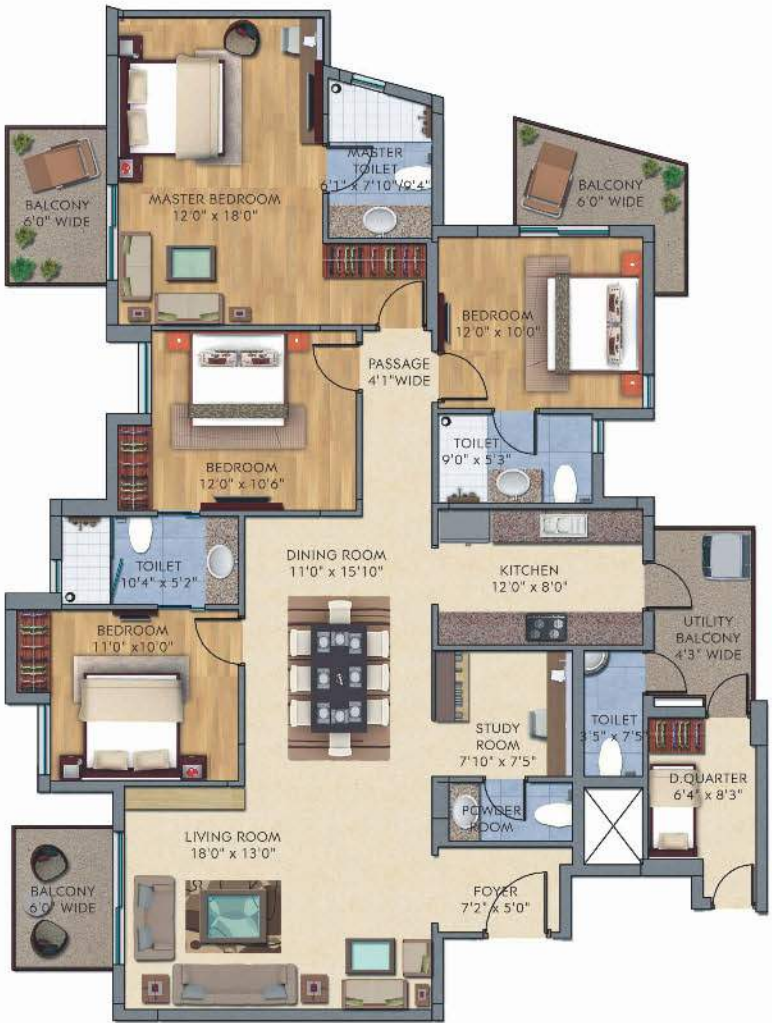 MASTER
TOILET
6'1" x 7'10"/9'4"
BALCONY
6'0" WIDE
MASTER BEDROOM
12'0" x 18'0"
BALCONY
6'0" WIDE
BEDROOM
12'0" x 10'0"
PASSAGE
4'1"WIDE
TOILET
9'0" x 5'3"
BEDROOM
12'0" x 10'6"
DINING ROOM
11'0" x 15'10"
KITCHEN
12'0" x 8'0"
TOILET
10'4" x 5'2"
BEDROOM
11'0" x10'0"
UTILITY
BALCONY
4'3" WIDE
STUDY
ROOM
7'10" x 7'5"
TOILET
3'5" x 7'5"
D.QUARTER
6'4" x 8'3"
POWDER
ROOM
LIVING ROOM
18'0" x 13'0"
BALCONY
6'0" WIDE
FOYER
7'2" x 5'0"